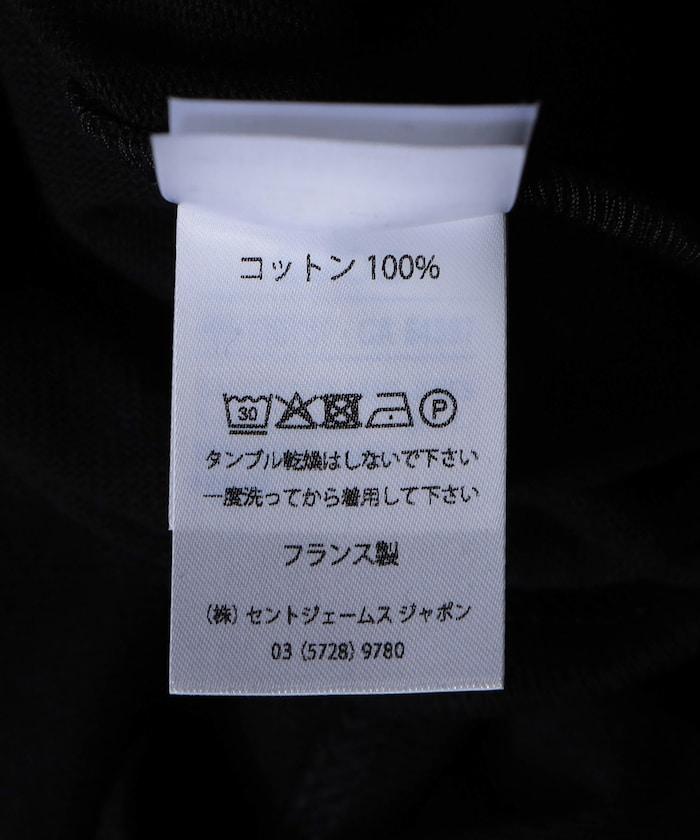 コットン 100%
30 P
タンブル乾燥はしないで下さい
一度洗ってから着用して下さい
フランス製
(株) セントジェームス ジャポン
03 (5728) 9780